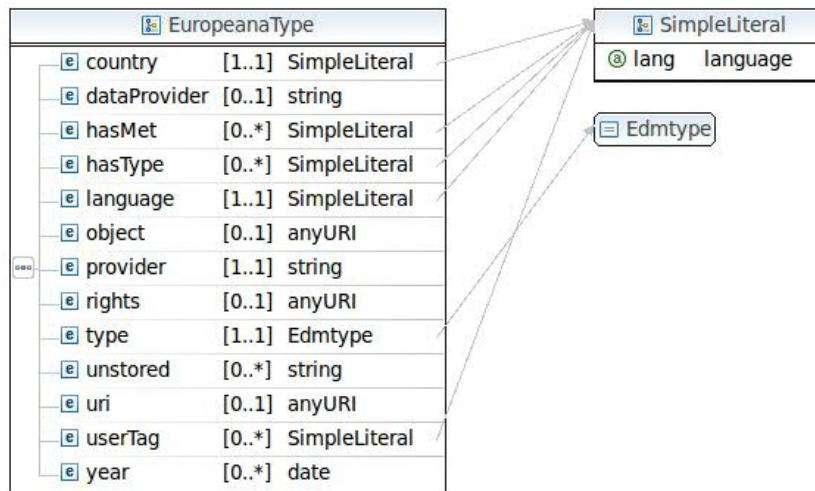 EuropeanaType
country [1..1] SimpleLiteral
dataProvider [0..1] string
hasMet [0..*] SimpleLiteral
hasType [0..*] SimpleLiteral
language [1..1] SimpleLiteral
object [0..1] anyURI
provider [1..1] string
rights [0..1] anyURI
type [1..1] Edmtype
unstored [0..*] string
uri [0..1] anyURI
userTag [0..*] SimpleLiteral
year [0..*] date
SimpleLiteral
lang language
Edmtype